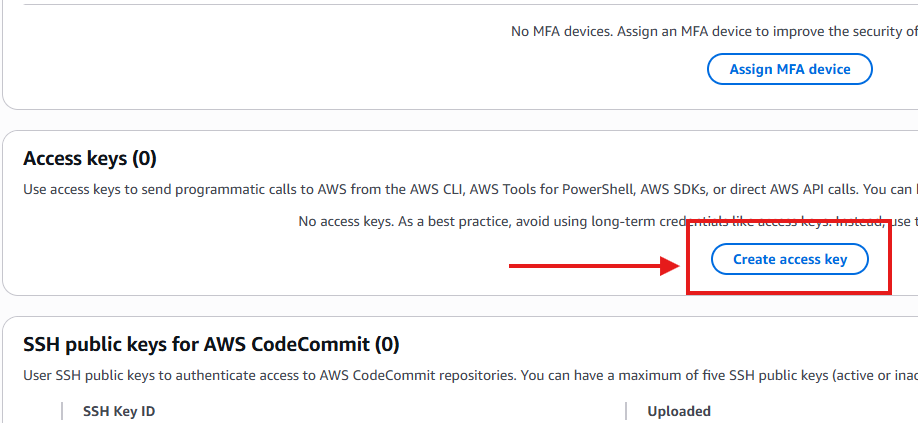 No MFA devices. Assign an MFA device to improve the security of
Assign MFA device
Access keys (0)
Use access keys to send programmatic calls to AWS from the AWS CLI, AWS Tools for PowerShell, AWS SDKs, or direct AWS API calls. You can
No access keys. As a best practice, avoid using long-term credentials like access keys. Instead, use
Create access key
SSH public keys for AWS CodeCommit (0)
User SSH public keys to authenticate access to AWS CodeCommit repositories. You can have a maximum of five SSH public keys (active or
SSH Key ID
Uploaded